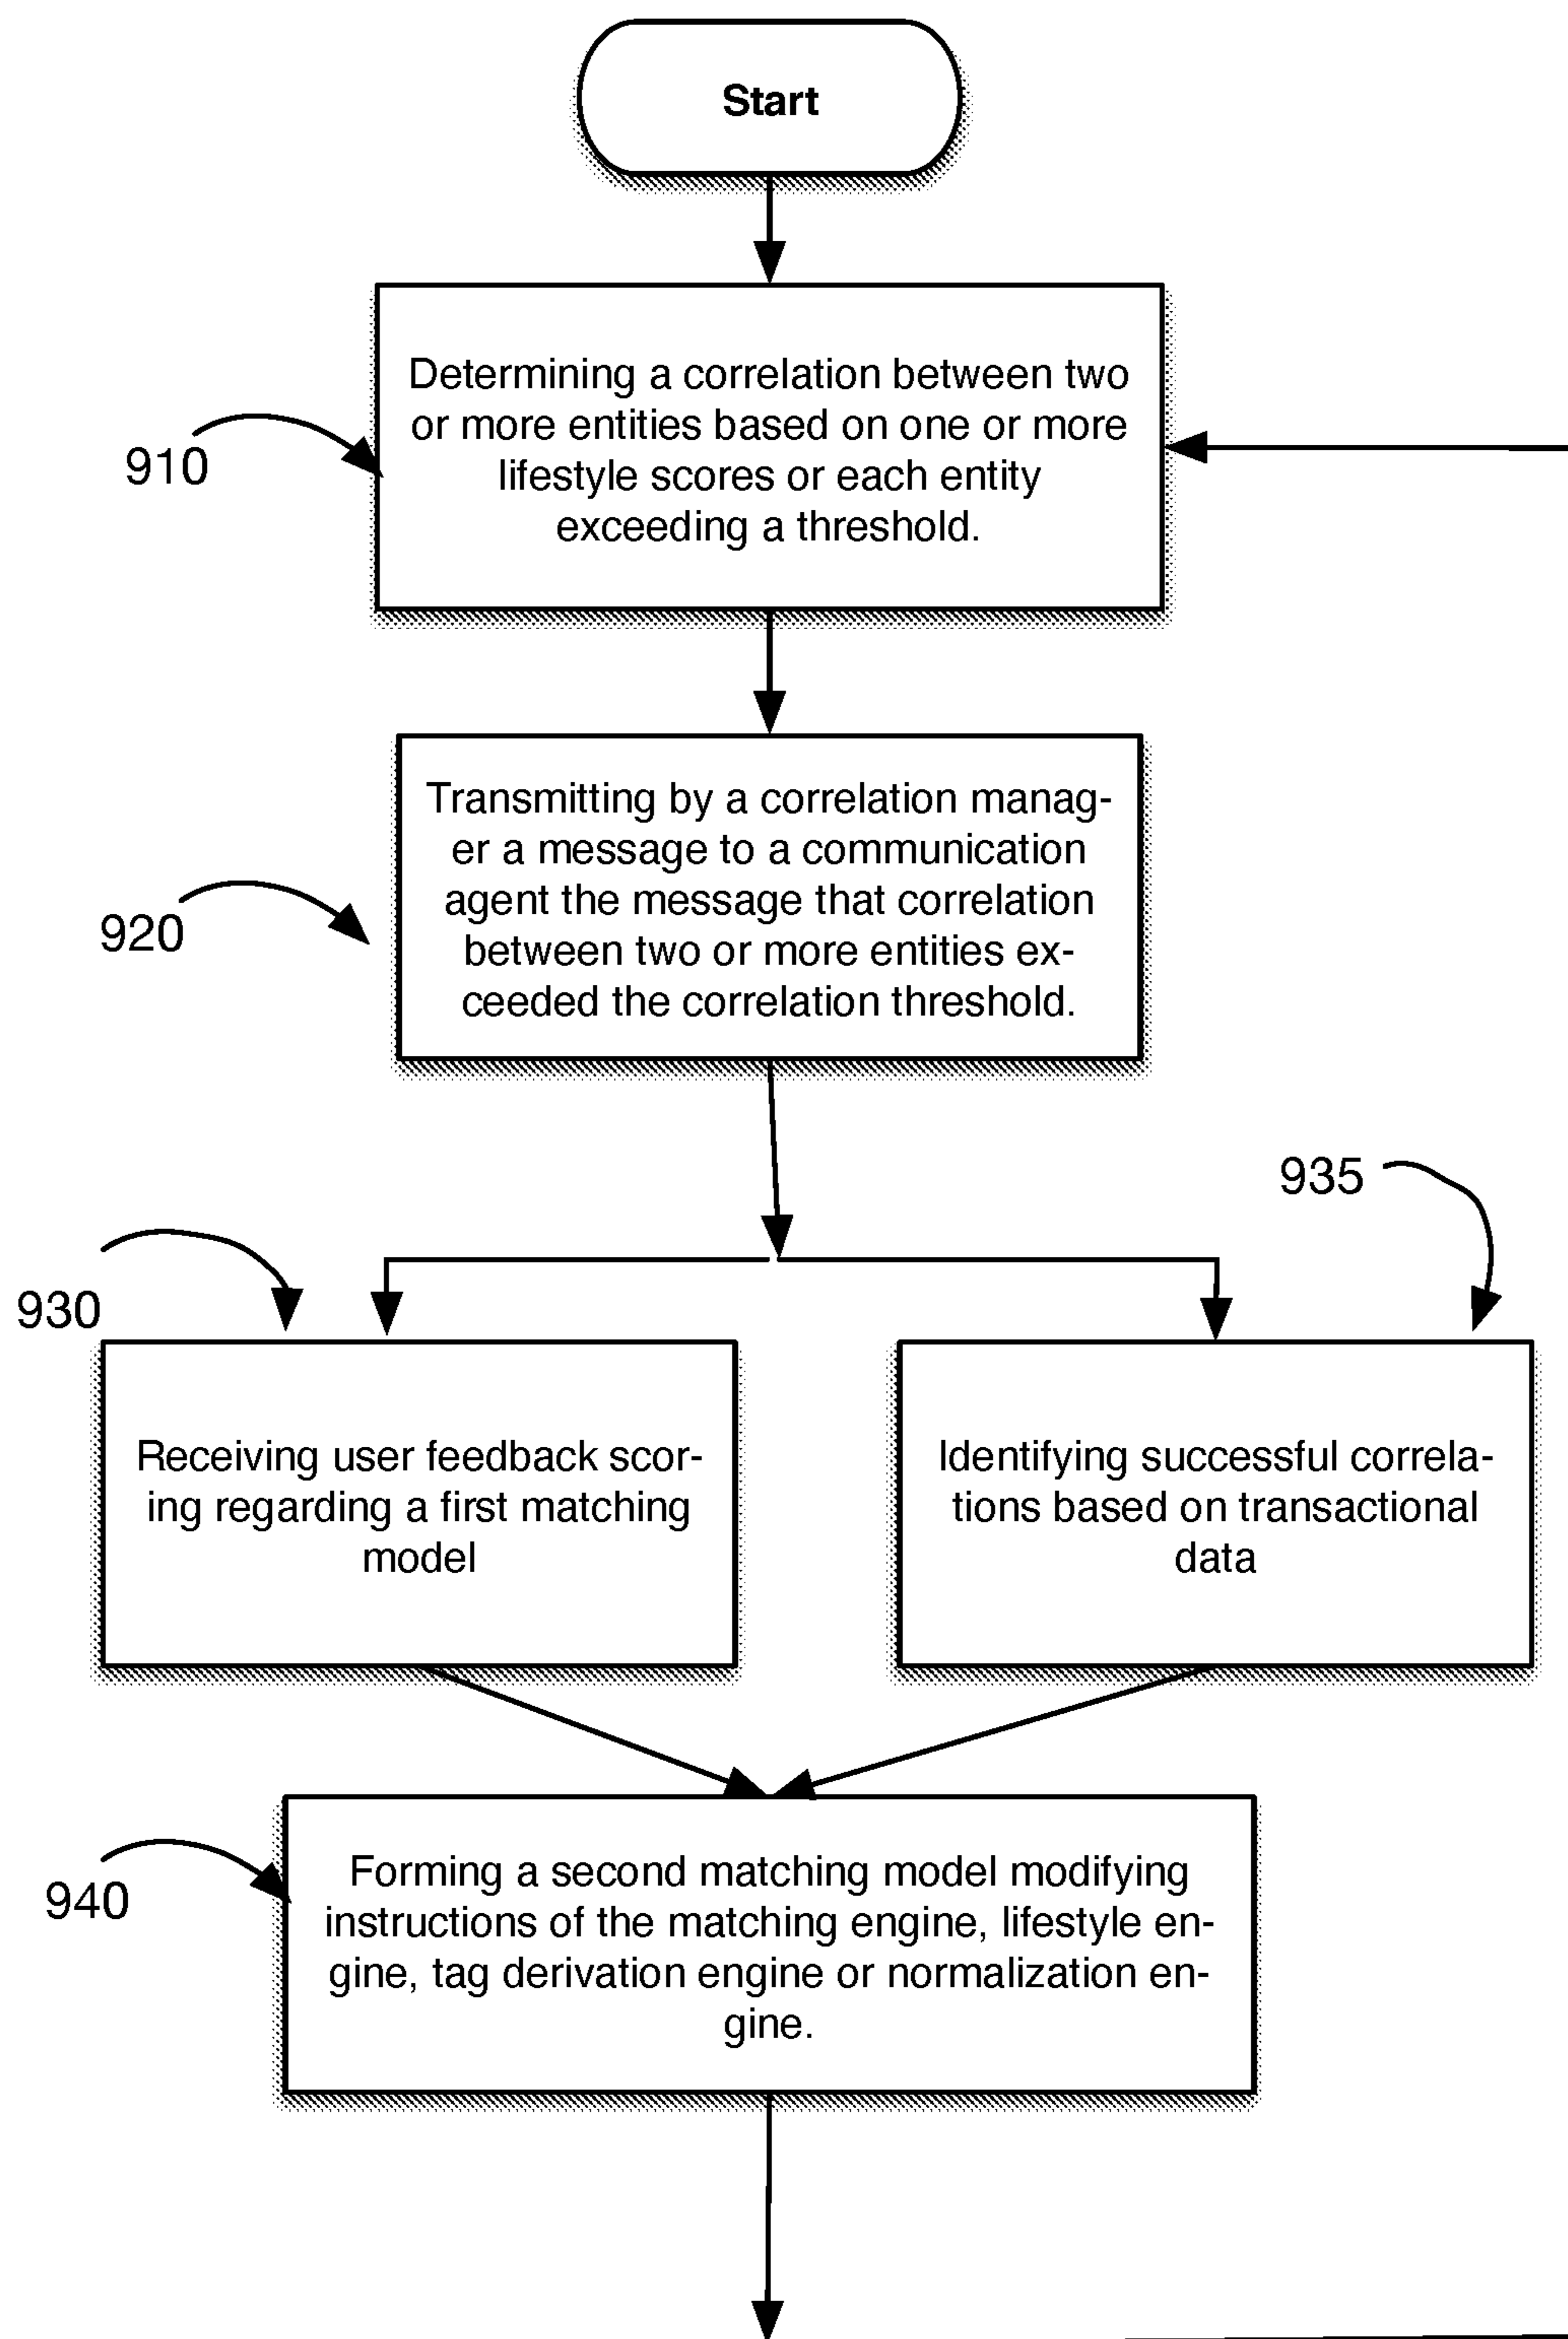 Start
Determining a correlation between two
or more entities based on one or more
lifestyle scores or each entity
exceeding a threshold.
910
Transmitting by a correlation manag-
er a message to a communication
agent the message that correlation
between two or more entities ex-
ceeded the correlation threshold.
920
935
930
Receiving user feedback scor-
ing regarding a first matching
model
Identifying successful correla-
tions based on transactional
data
940
Forming a second matching model modifying
instructions of the matching engine, lifestyle en-
gine, tag derivation engine or normalization en-
gine.